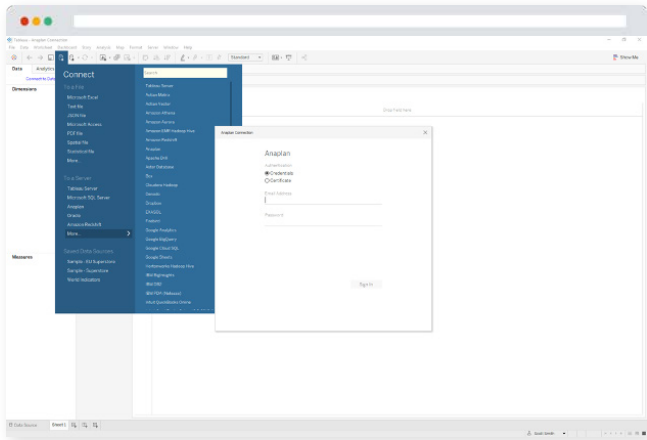 Tableau - Anaplan Connection
File Data Worksheet Dashboard Story Analysis Map Format Server Window Help
Standard
Show Me
Data Analytics
Connect to Data
Dimensions
Measures
Connect
To a File
Microsoft Excel
Text file
JSON file
Microsoft Access
PDF file
Spatial file
Statistical file
More...
To a Server
Tableau Server
Microsoft SQL Server
Anaplan
Oracle
Amazon Redshift
More...
Saved Data Sources
Sample - EU Superstore
Sample - Superstore
World Indicators
Search
Tableau Server
Actian Matrix
Actian Vector
Amazon Athena
Amazon Aurora
Amazon EMR Hadoop Hive
Amazon Redshift
Anaplan
Apache Drill
Aster Database
Box
Cloudera Hadoop
Denodo
Dropbox
EXASOL
Firebird
Google Analytics
Google BigQuery
Google Cloud SQL
Google Sheets
Hortonworks Hadoop Hive
IBM BigInsights
IBM DB2
IBM PDA (Netezza)
Intuit QuickBooks Online
Drop field here
Anaplan Connection
Anaplan
Authentication
Credentials
Certificate
Email Address
Password
Sign In
Data Source Sheet 1